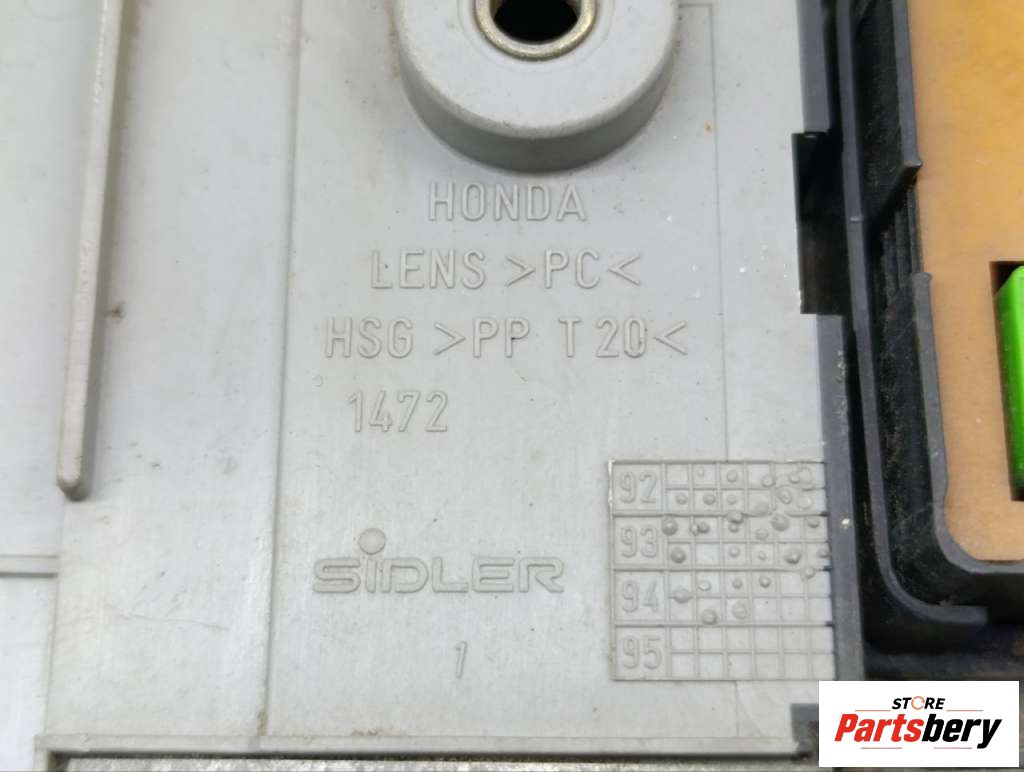 HONDA
LENS >PC<
HSG >PP T20<
1472
SiDLER
1
92
93
94
95
STORE
Partsbery